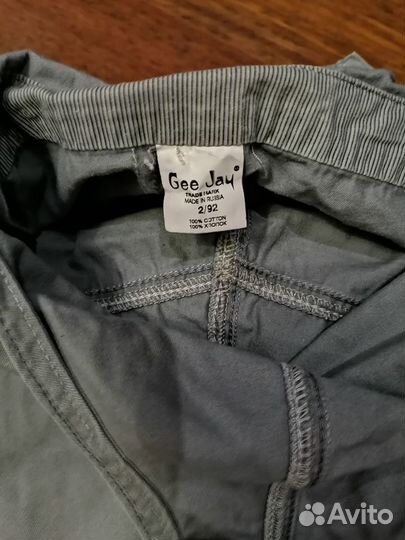 Gee Jay®
TRADE MARK
MADE IN RUSSIA
2/92
100% COTTON
100% ХЛОПОК
Avito